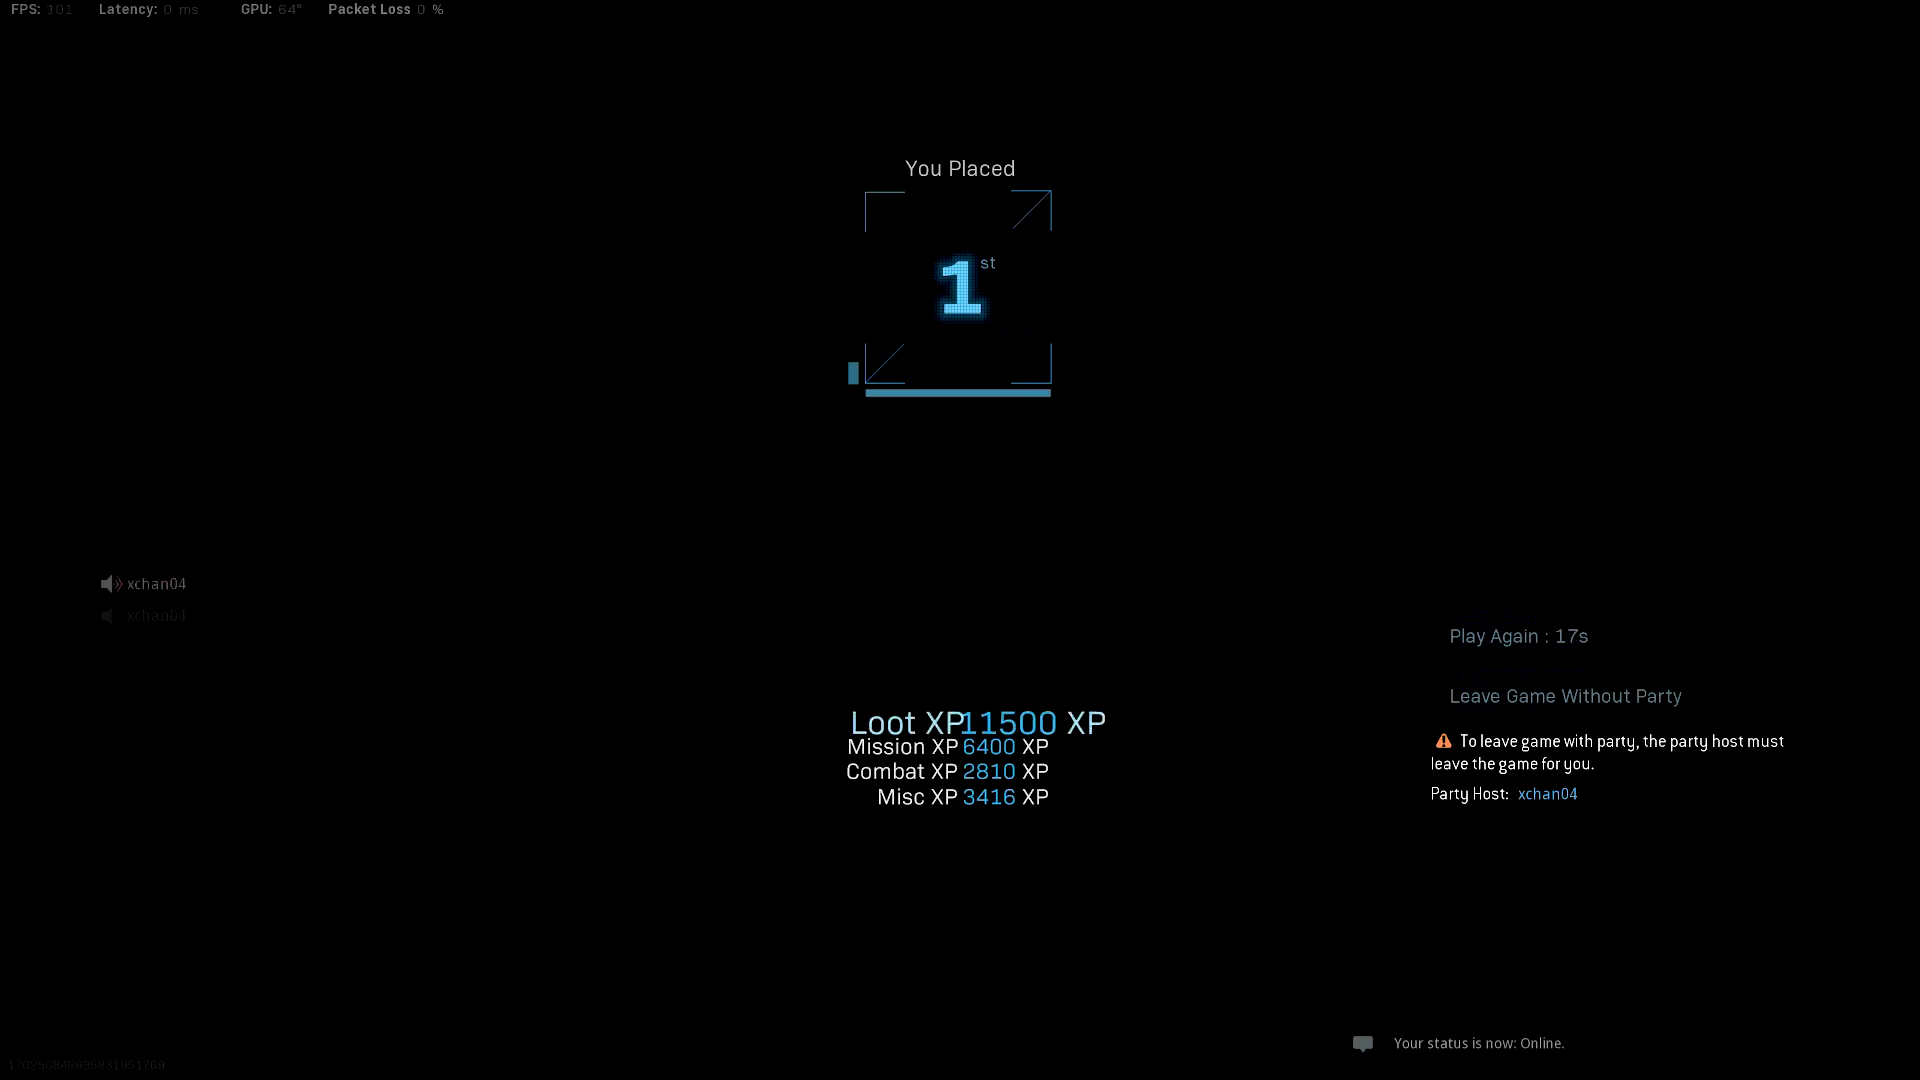 FPS: 101 Latency: 0 ms GPU: 64° Packet Loss 0 %
You Placed
1st
xchan04
xchan04
Play Again : 17s
Leave Game Without Party
Loot XP 11500 XP
Mission XP 6400 XP
Combat XP 2810 XP
Misc XP 3416 XP
To leave game with party, the party host must
leave the game for you.
Party Host: xchan04
Your status is now: Online.